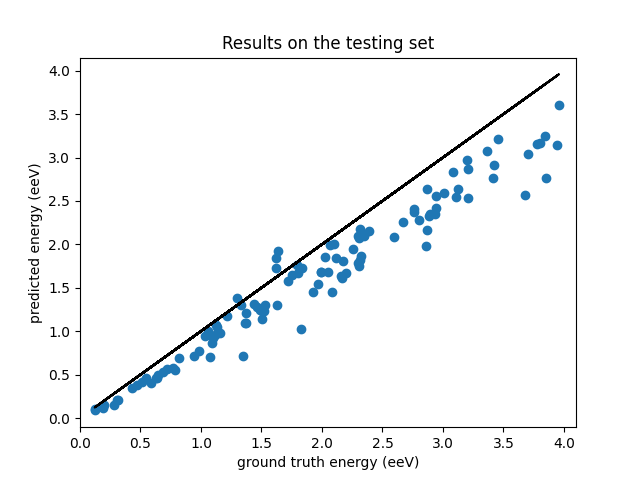 Results on the testing set
4.0
3.5
3.0
2.5
2.0
1.5
1.0
0.5
0.0
predicted energy (eeV)
0.0 0.5 1.0 1.5 2.0 2.5 3.0 3.5 4.0
ground truth energy (eeV)